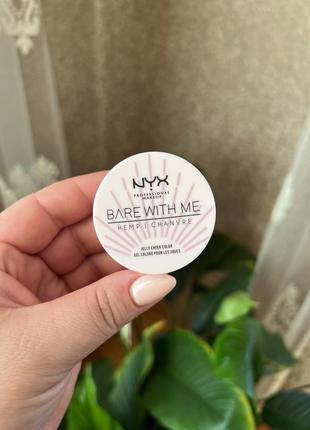 NYX
PROFESSIONAL
MAKEUP
BARE WITH ME
HEMP | CHANVRE
JELLY CHEEK COLOR
GEL COLORÉ POUR LES JOUES